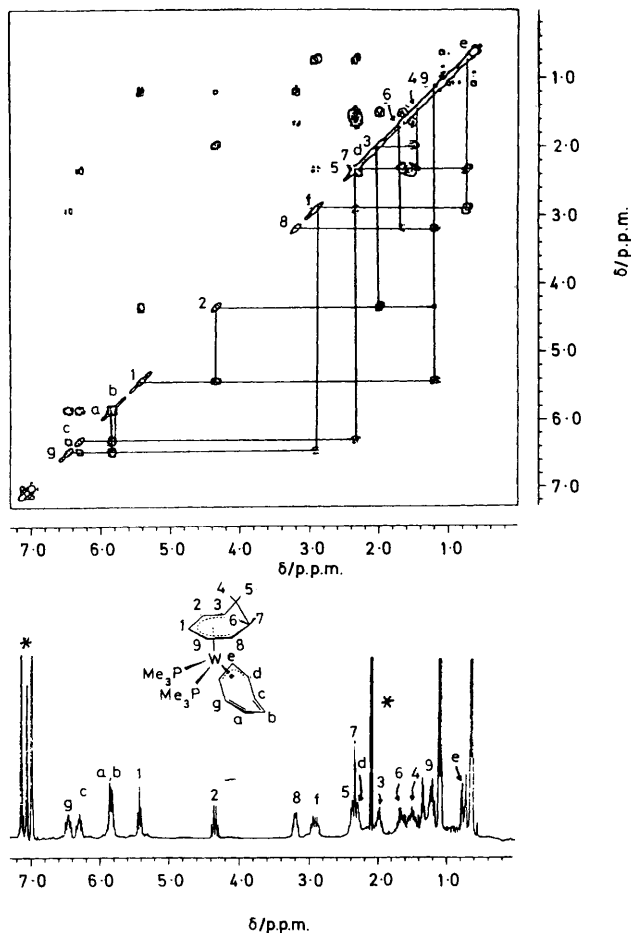 e
1·0
4 9
6
2·0
3
d
7
5
f
3·0
8
δ/p.p.m.
4·0
2
5·0
1
b
a
6·0
c
g
7·0
7·0 6·0 5·0 4·0 3·0 2·0 1·0
δ/p.p.m.
4 5
2 3
6 7
1
9 8
*
W e
Me3P d
Me3P c
g
a b
*
7
a,b
1
d
e
9
g c
2
8 f
5
3
6 4
7·0 6·0 5·0 4·0 3·0 2·0 1·0
δ/p.p.m.